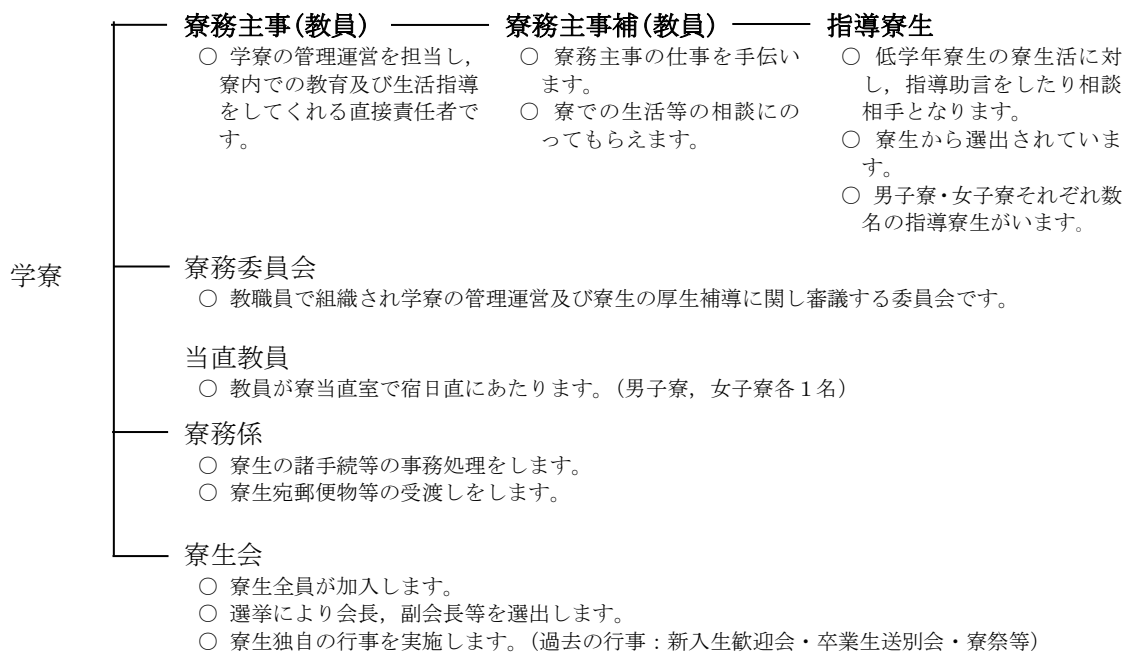 寮務主事(教員)
○ 学寮の管理運営を担当し，
寮内での教育及び生活指導
をしてくれる直接責任者で
す。
寮務主事補(教員)
○ 寮務主事の仕事を手伝い
ます。
○ 寮での生活等の相談にの
ってもらえます。
指導寮生
○ 低学年寮生の寮生活に対
し，指導助言をしたり相談
相手となります。
○ 寮生から選出されていま
す。
○ 男子寮・女子寮それぞれ数
名の指導寮生がいます。
学寮
寮務委員会
○ 教職員で組織され学寮の管理運営及び寮生の厚生補導に関し審議する委員会です。
当直教員
○ 教員が寮当直室で宿日直にあたります。（男子寮，女子寮各１名）
寮務係
○ 寮生の諸手続等の事務処理をします。
○ 寮生宛郵便物等の受渡しをします。
寮生会
○ 寮生全員が加入します。
○ 選挙により会長，副会長等を選出します。
○ 寮生独自の行事を実施します。（過去の行事：新入生歓迎会・卒業生送別会・寮祭等）